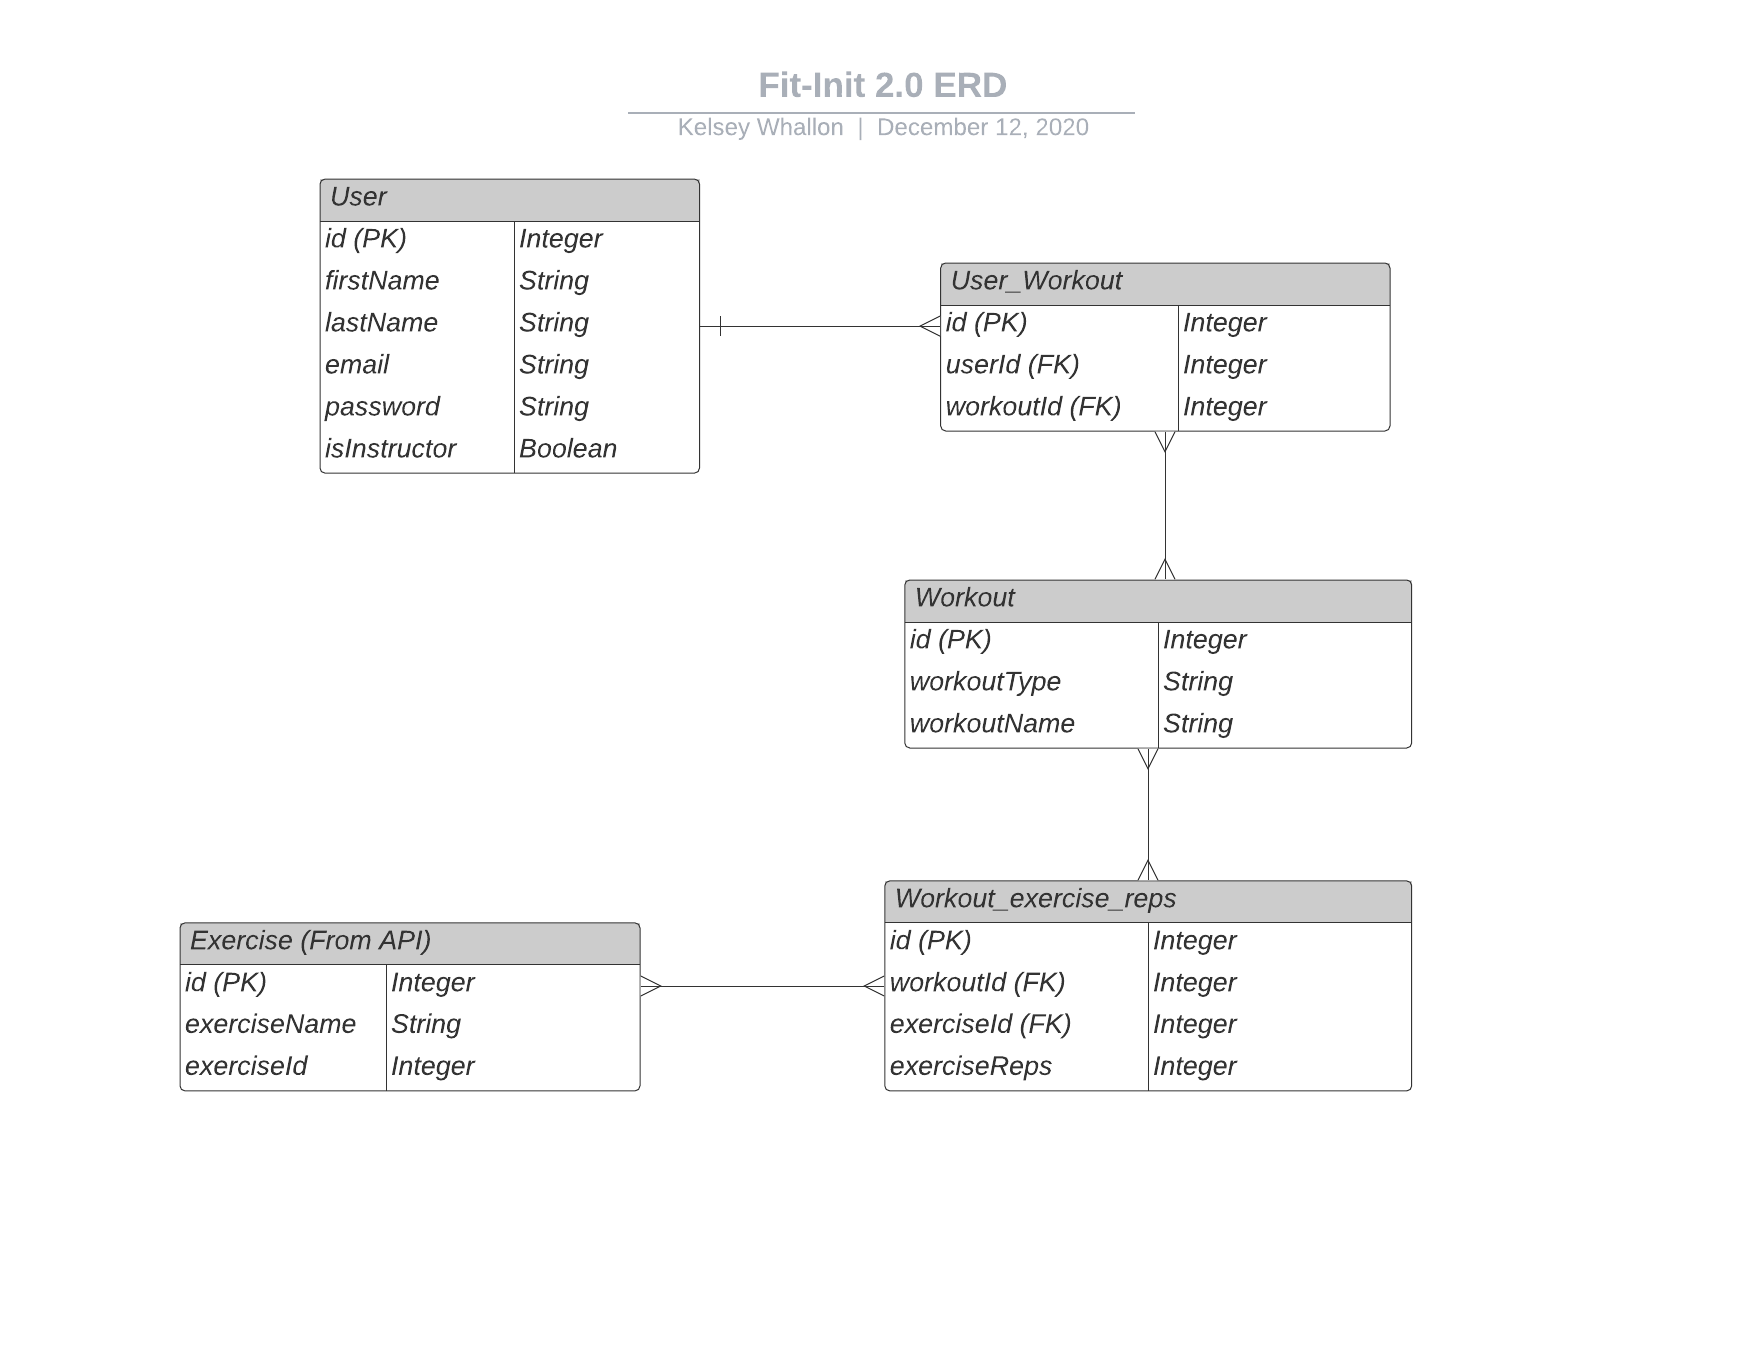 Fit-Init 2.0 ERD
Kelsey Whallon | December 12, 2020
User
id (PK) Integer
firstName String
lastName String
email String
password String
isInstructor Boolean
User_Workout
id (PK) Integer
userId (FK) Integer
workoutId (FK) Integer
Workout
id (PK) Integer
workoutType String
workoutName String
Exercise (From API)
id (PK) Integer
exerciseName String
exerciseId Integer
Workout_exercise_reps
id (PK) Integer
workoutId (FK) Integer
exerciseId (FK) Integer
exerciseReps Integer